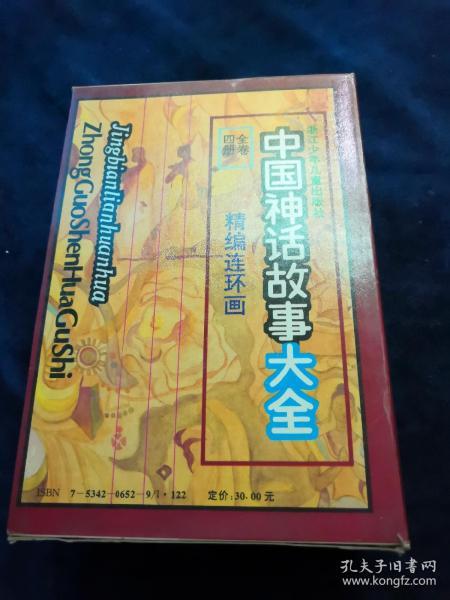 浙江少年儿童出版社
中国神话故事大全
全卷
四册
精编连环画
Jingbianlianhuanhua
ZhongGuoShenHuaGuShi
ISBN 7-5342-0652-9/I·122 定价:30.00元
孔夫子旧书网
www.kongfz.com